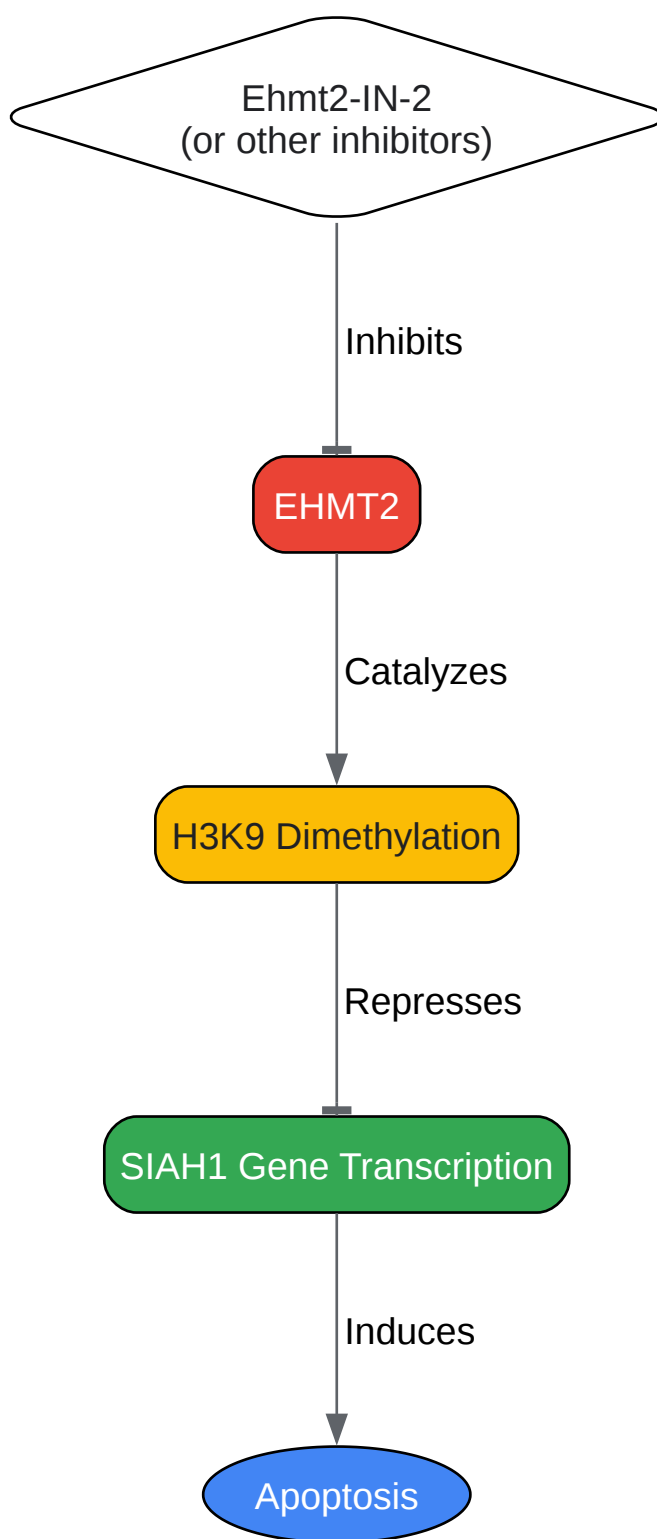 Ehmt2-IN-2
(or other inhibitors)
Inhibits
EHMT2
Catalyzes
H3K9 Dimethylation
Represses
SIAH1 Gene Transcription
Induces
Apoptosis